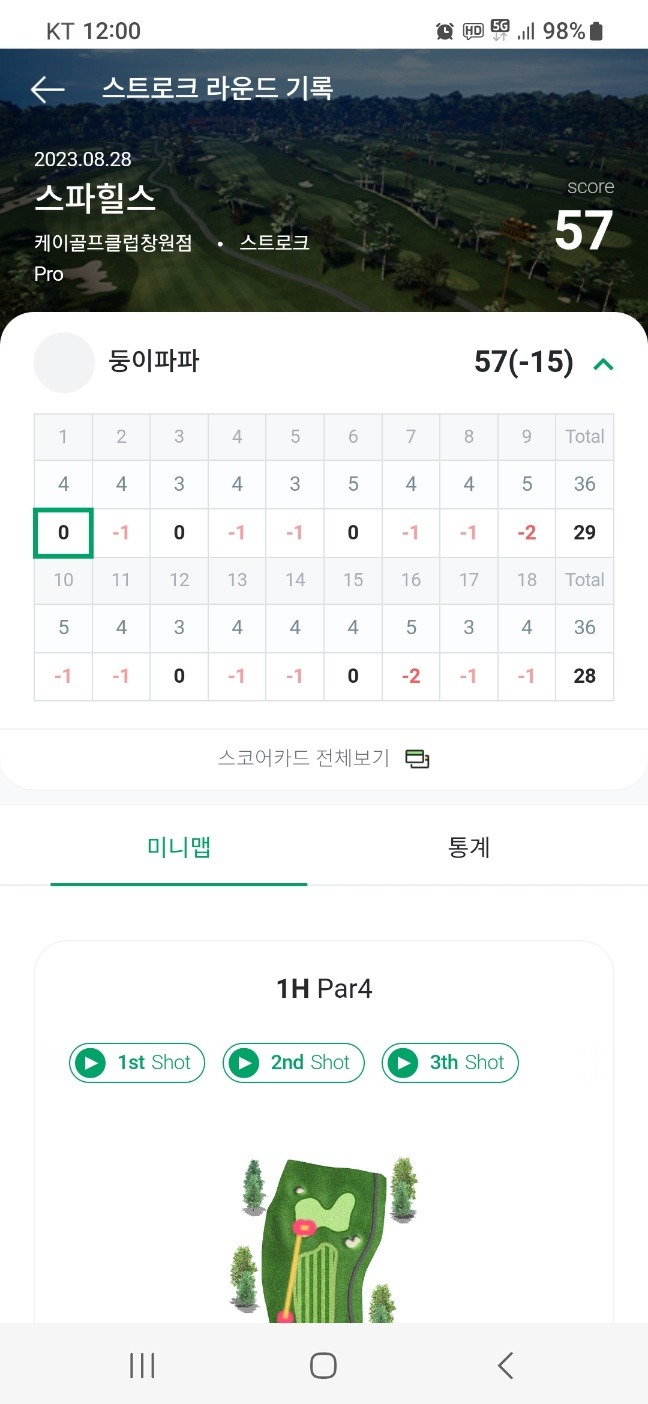 KT 12:00 HD 5G 98%
스트로크 라운드 기록
2023.08.28
스파힐스
score
57
케이골프클럽창원점 • 스트로크
Pro
둥이파파 57(-15)
1 2 3 4 5 6 7 8 9 Total
4 4 3 4 3 5 4 4 5 36
0 -1 0 -1 -1 0 -1 -1 -2 29
10 11 12 13 14 15 16 17 18 Total
5 4 3 4 4 4 5 3 4 36
-1 -1 0 -1 -1 0 -2 -1 -1 28
스코어카드 전체보기
미니맵 통계
1H Par4
1st Shot 2nd Shot 3th Shot